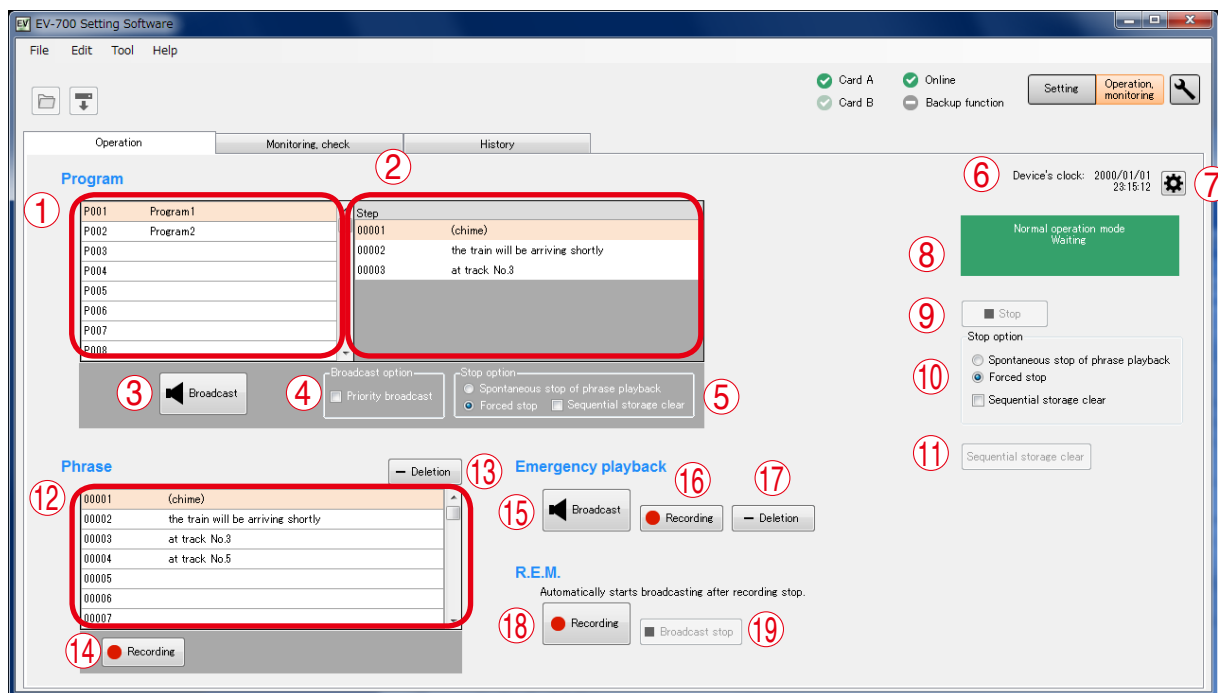 EV EV-700 Setting Software
File Edit Tool Help
Card A Online
Card B Backup function
Setting
Operation, monitoring
Operation Monitoring, check History
②
⑥ Device's clock: 2000/01/01
23:15:12
⑦
Program
①
P001 Program1
P002 Program2
P003
P004
P005
P006
P007
P008
Step
00001 (chime)
00002 the train will be arriving shortly
00003 at track No.3
⑧
Normal operation mode
Waiting
③ Broadcast
④ Broadcast option
Priority broadcast
Stop option
Spontaneous stop of phrase playback
Forced stop Sequential storage clear
⑤
⑨ Stop
Stop option
⑩
Spontaneous stop of phrase playback
Forced stop
Sequential storage clear
⑪ Sequential storage clear
Phrase
Deletion ⑬
⑫
00001 (chime)
00002 the train will be arriving shortly
00003 at track No.3
00004 at track No.5
00005
00006
00007
⑭ Recording
Emergency playback
⑮ Broadcast
⑯ Recording
⑰ Deletion
R.E.M.
Automatically starts broadcasting after recording stop.
⑱ Recording
Broadcast stop ⑲